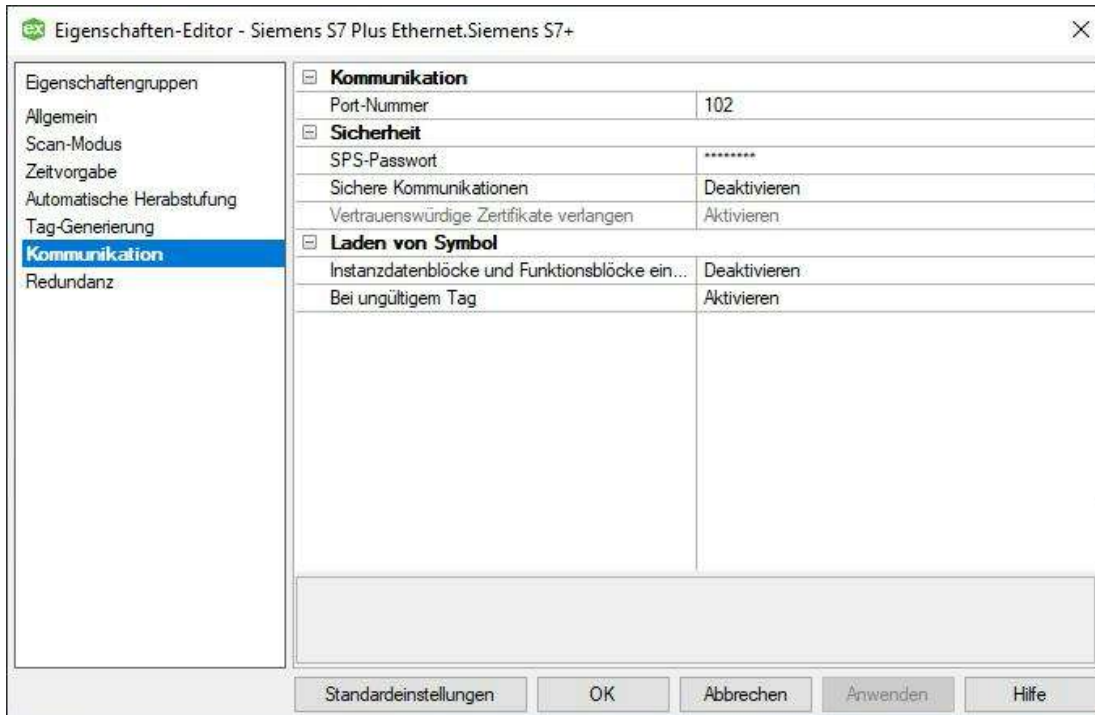 ex Eigenschaften-Editor - Siemens S7 Plus Ethernet.Siemens S7+
Eigenschaftengruppen
Allgemein
Scan-Modus
Zeitvorgabe
Automatische Herabstufung
Tag-Generierung
Kommunikation
Redundanz
Kommunikation
Port-Nummer 102
Sicherheit
SPS-Passwort ********
Sichere Kommunikationen Deaktivieren
Vertrauenswürdige Zertifikate verlangen Aktivieren
Laden von Symbol
Instanzdatenblöcke und Funktionsblöcke ein... Deaktivieren
Bei ungültigem Tag Aktivieren
Standardeinstellungen OK Abbrechen Anwenden Hilfe